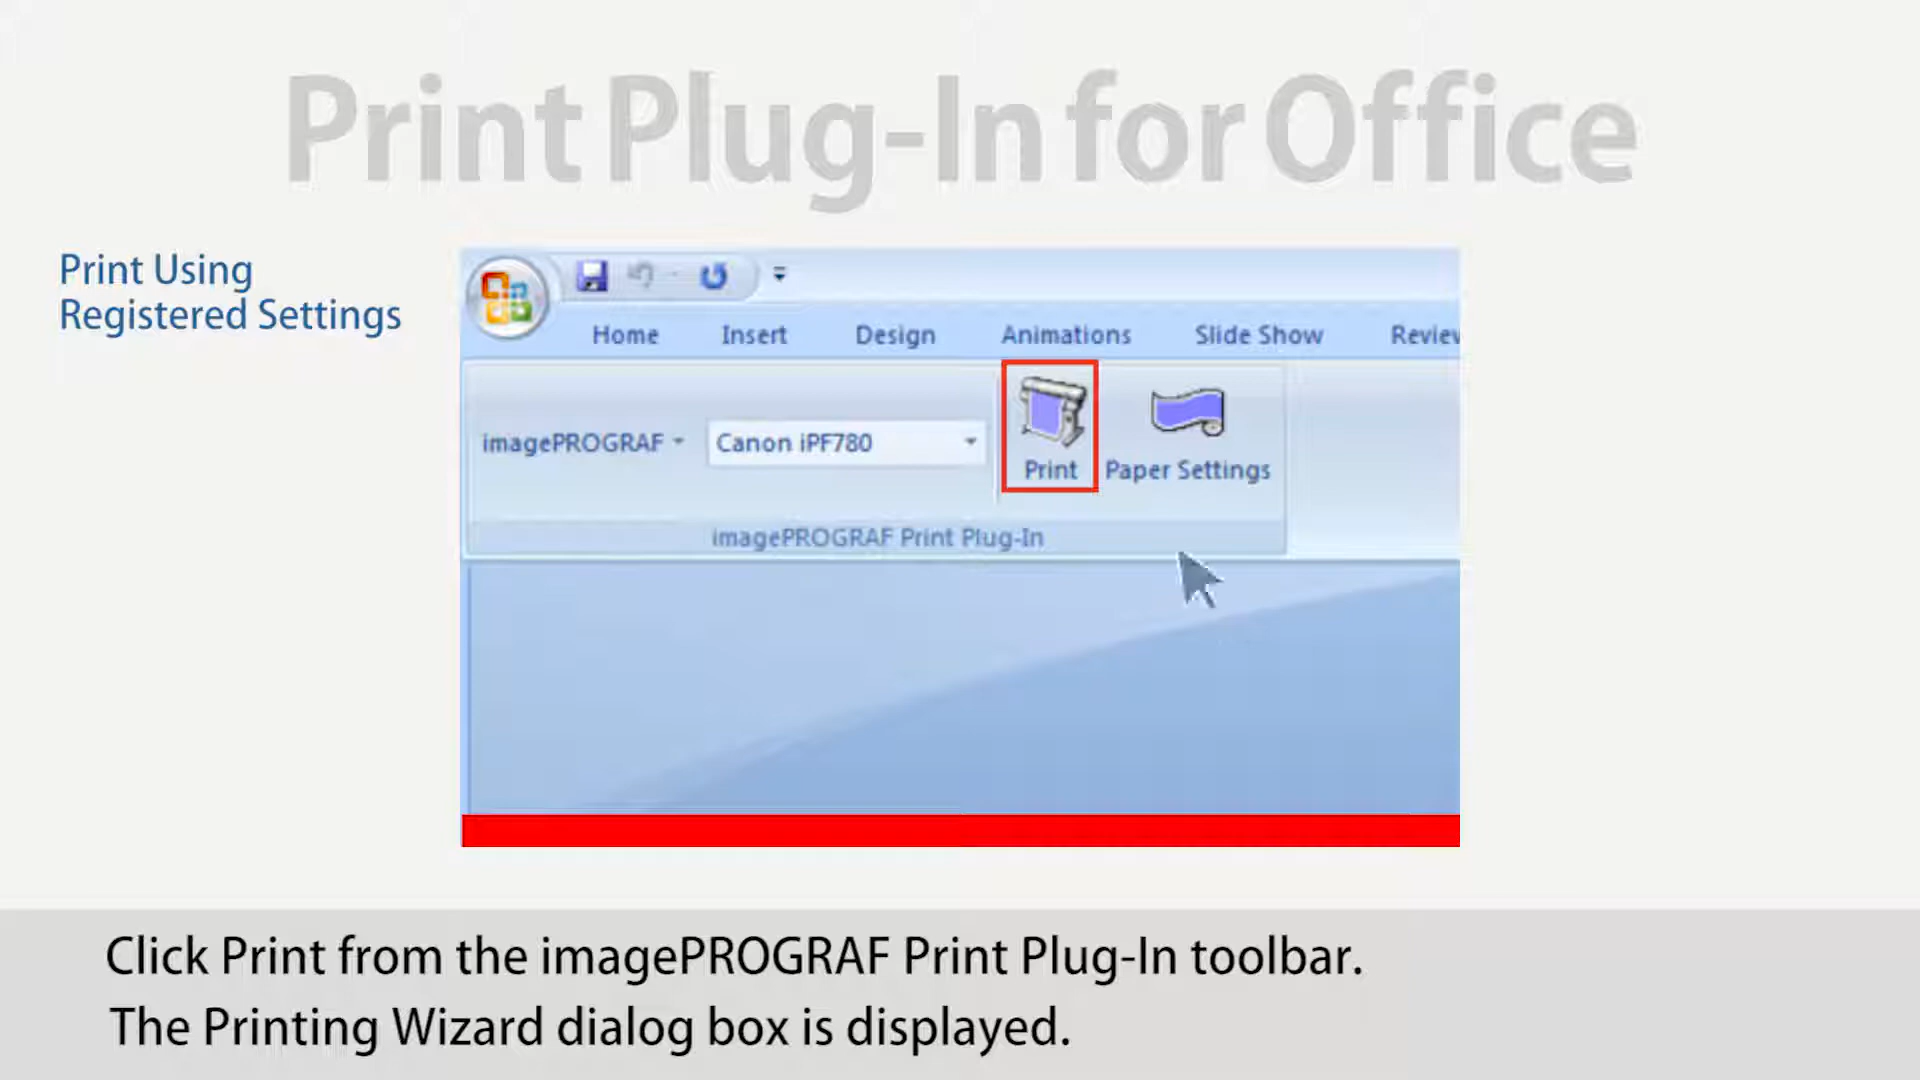 Print Plug-In for Office
Print Using
Registered Settings
Home Insert Design Animations Slide Show Review
imagePROGRAF Canon iPF780 Print Paper Settings
imagePROGRAF Print Plug-In
Click Print from the imagePROGRAF Print Plug-In toolbar.
The Printing Wizard dialog box is displayed.